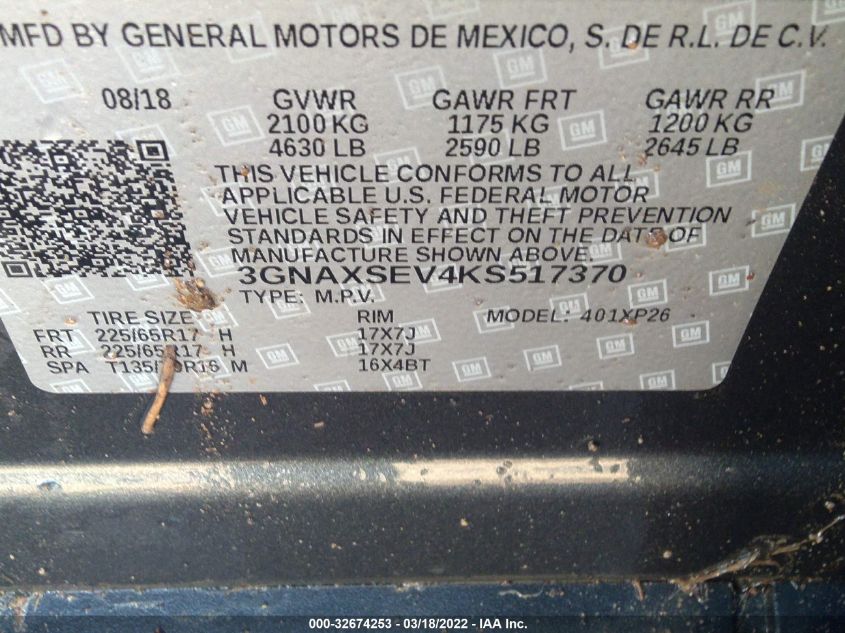 MFD BY GENERAL MOTORS DE MEXICO, S. DE R.L. DE C.V.
08/18 GVWR GAWR FRT GAWR RR
2100 KG 1175 KG 1200 KG
4630 LB 2590 LB 2645 LB
THIS VEHICLE CONFORMS TO ALL
APPLICABLE U.S. FEDERAL MOTOR
VEHICLE SAFETY AND THEFT PREVENTION
STANDARDS IN EFFECT ON THE DATE OF
MANUFACTURE SHOWN ABOVE.
3GNAXSEV4KS517370
TYPE: M.P.V. MODEL: 401XP26
TIRE SIZE RIM
FRT 225/65R17 H 17X7J
RR 225/65R17 H 17X7J
SPA M 16X4BT
000-32674253 - 03/18/2022 - IAA Inc.